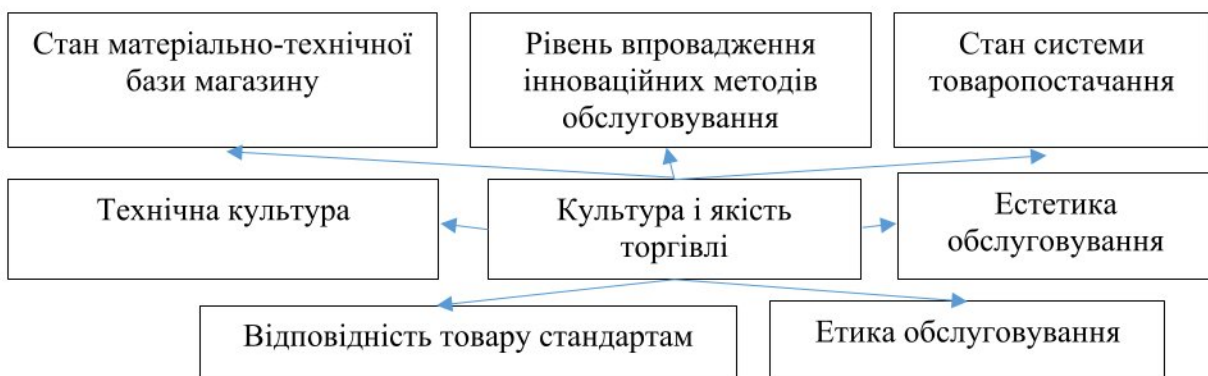 Стан матеріально-технічної
бази магазину
Рівень впровадження
інноваційних методів
обслуговування
Стан системи
товаропостачання
Технічна культура
Культура і якість
торгівлі
Естетика
обслуговування
Відповідність товару стандартам
Етика обслуговування